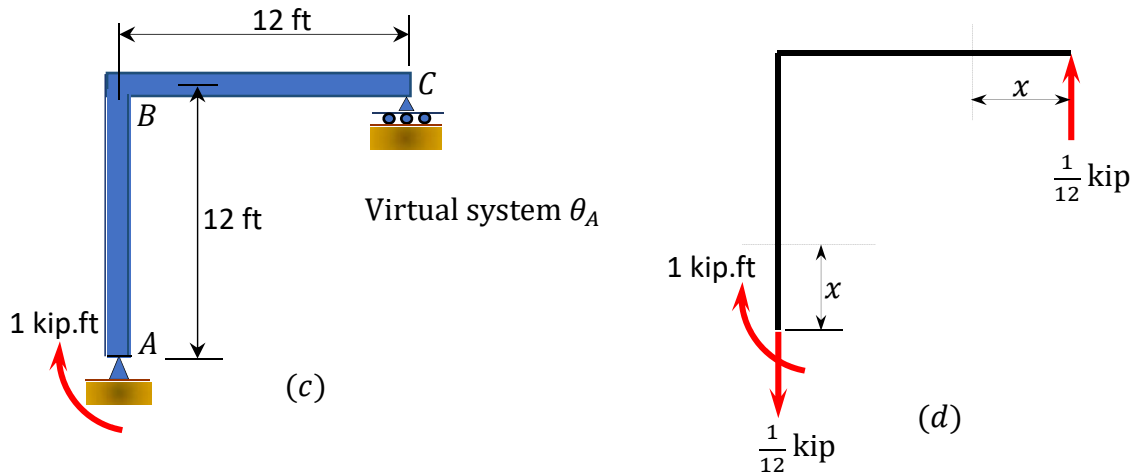 12 ft
C
B
12 ft
Virtual system θ_A
1 kip.ft
A
(c)
x
1/12 kip
1 kip.ft
x
(d)
1/12 kip